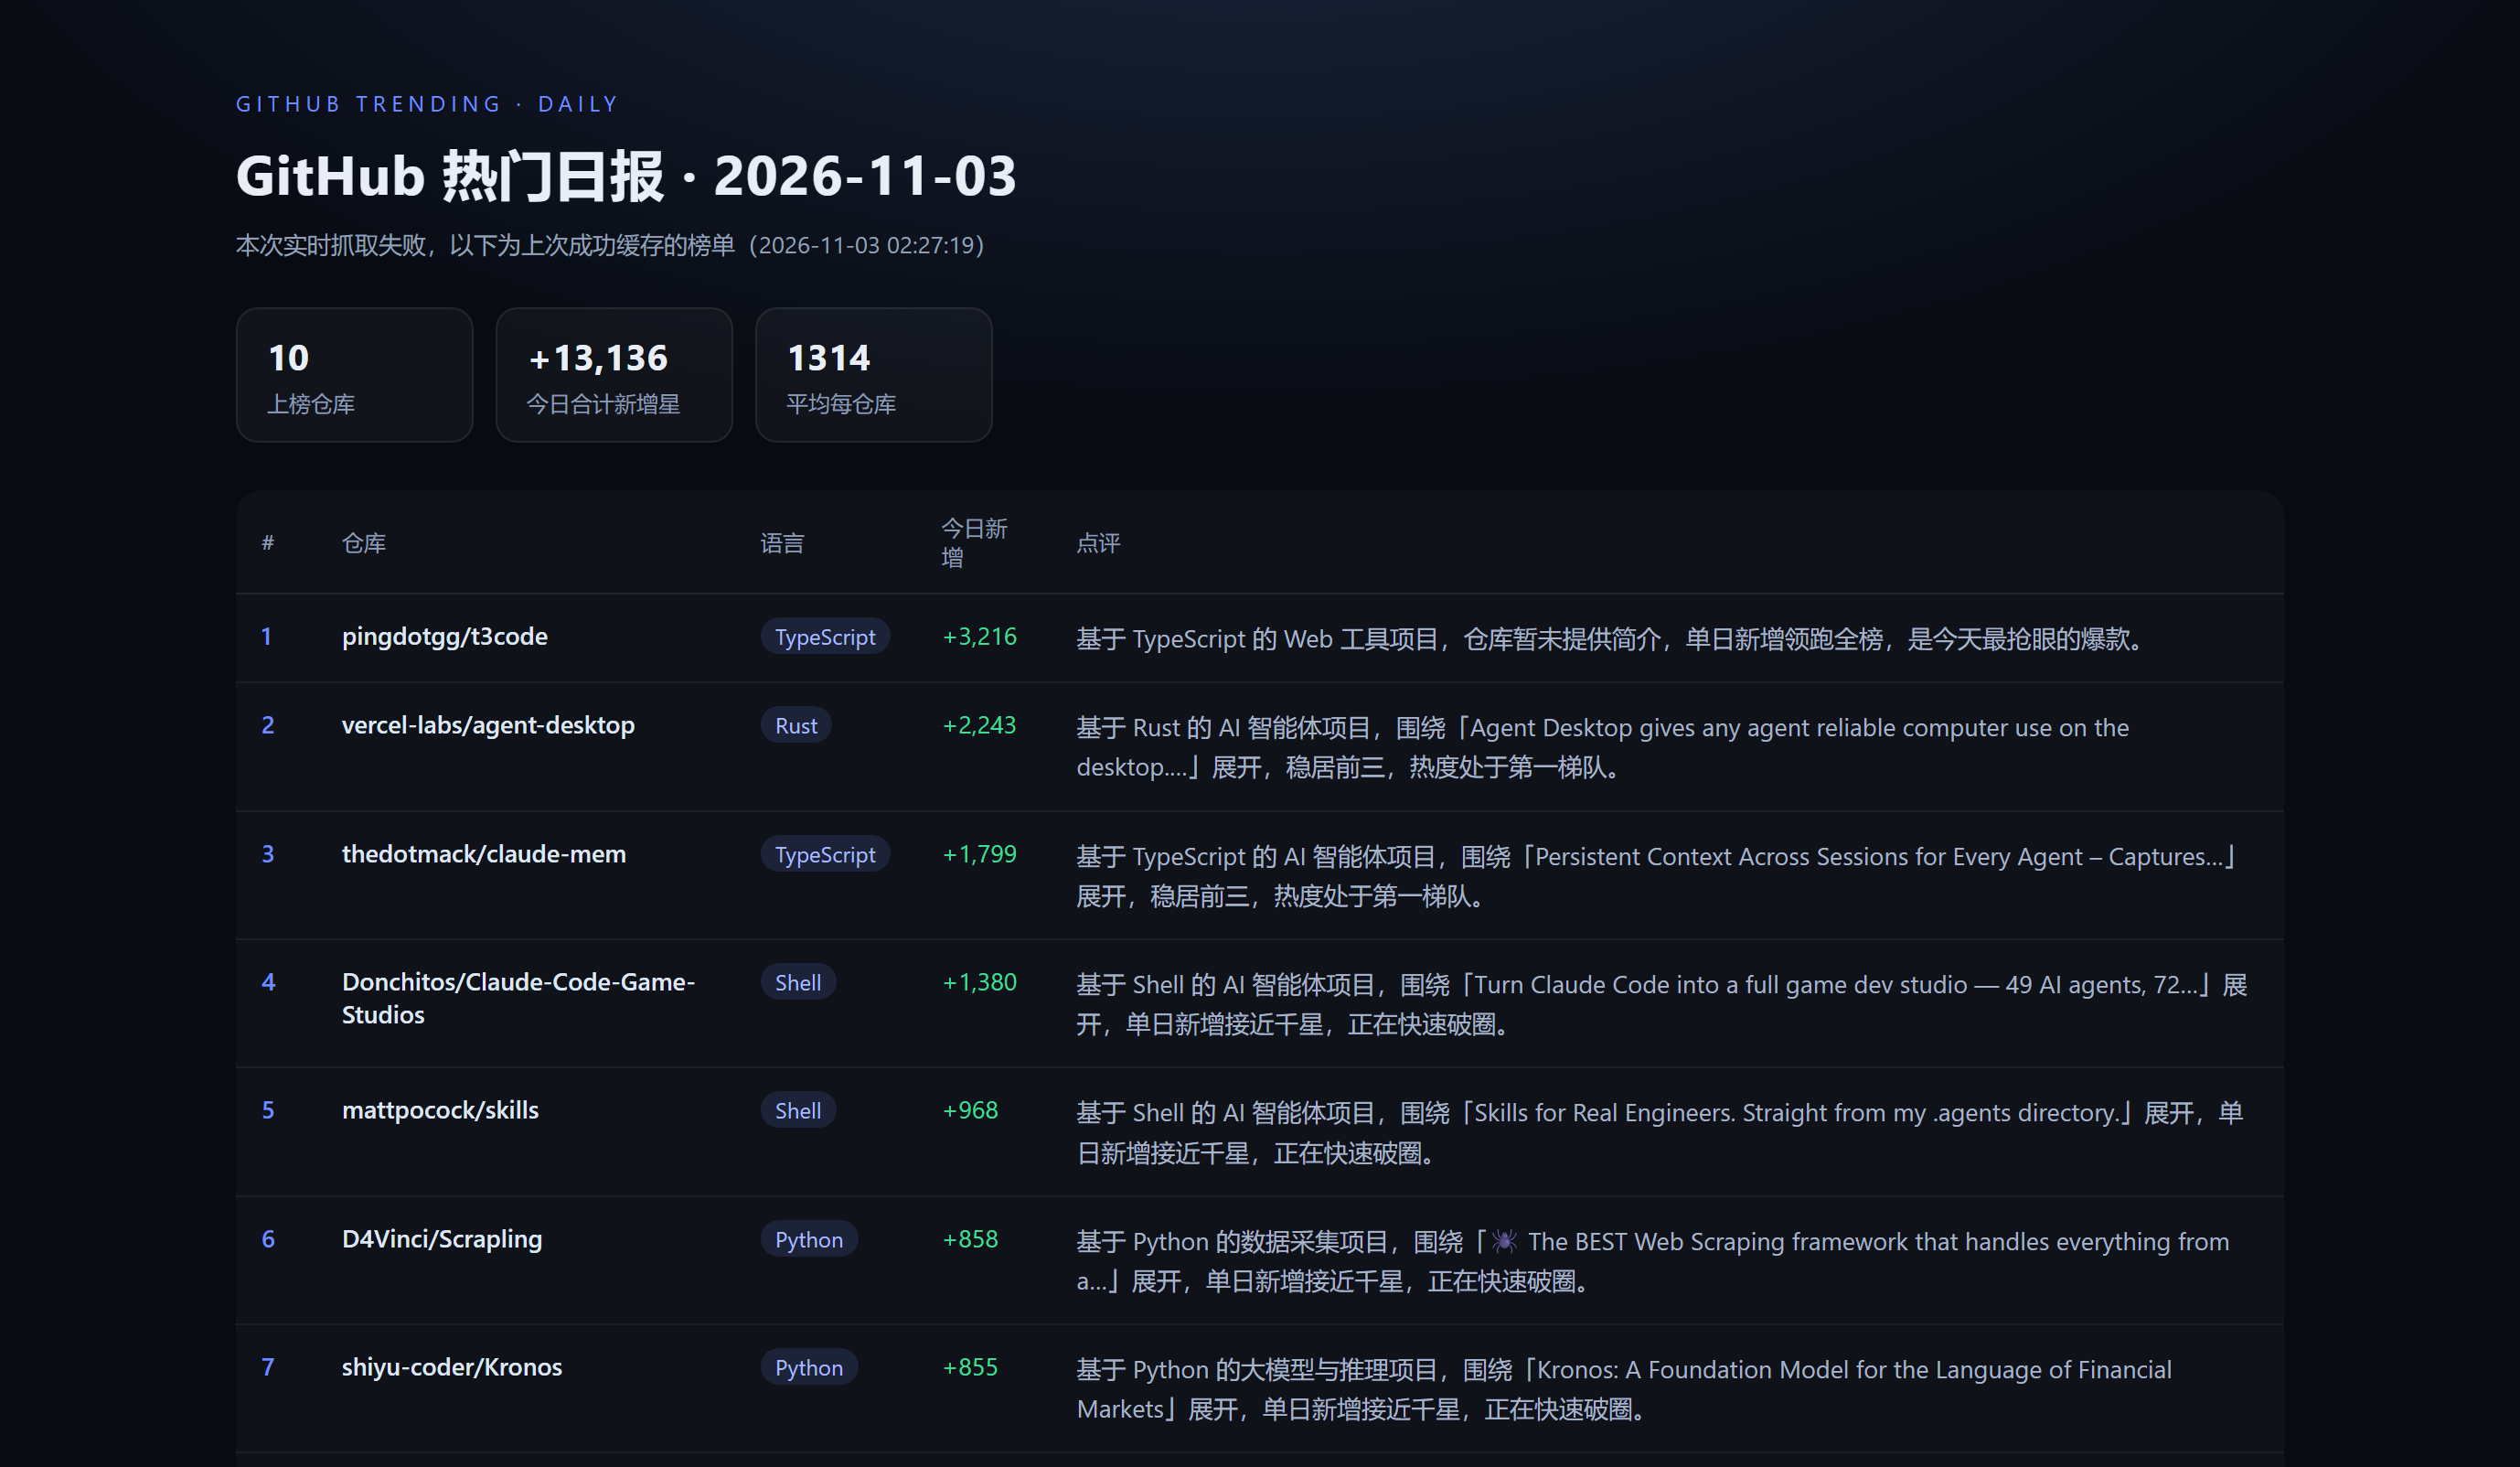 GITHUB TRENDING · DAILY
GitHub 热门日报 · 2026-11-03
本次实时抓取失败，以下为上次成功缓存的榜单（2026-11-03 02:27:19）
10
上榜仓库
+13,136
今日合计新增星
1314
平均每仓库
# 仓库 语言 今日新
增 点评
1 pingdotgg/t3code TypeScript +3,216 基于 TypeScript 的 Web 工具项目，仓库暂未提供简介，单日新增领跑全榜，是今天最抢眼的爆款。
2 vercel-labs/agent-desktop Rust +2,243 基于 Rust 的 AI 智能体项目，围绕「Agent Desktop gives any agent reliable computer use on the
desktop....」展开，稳居前三，热度处于第一梯队。
3 thedotmack/claude-mem TypeScript +1,799 基于 TypeScript 的 AI 智能体项目，围绕「Persistent Context Across Sessions for Every Agent – Captures...」
展开，稳居前三，热度处于第一梯队。
4 Donchitos/Claude-Code-Game-
Studios Shell +1,380 基于 Shell 的 AI 智能体项目，围绕「Turn Claude Code into a full game dev studio — 49 AI agents, 72...」展
开，单日新增接近千星，正在快速破圈。
5 mattpocock/skills Shell +968 基于 Shell 的 AI 智能体项目，围绕「Skills for Real Engineers. Straight from my .agents directory.」展开，单
日新增接近千星，正在快速破圈。
6 D4Vinci/Scrapling Python +858 基于 Python 的数据采集项目，围绕「🕷️ The BEST Web Scraping framework that handles everything from
a...」展开，单日新增接近千星，正在快速破圈。
7 shiyu-coder/Kronos Python +855 基于 Python 的大模型与推理项目，围绕「Kronos: A Foundation Model for the Language of Financial
Markets」展开，单日新增接近千星，正在快速破圈。